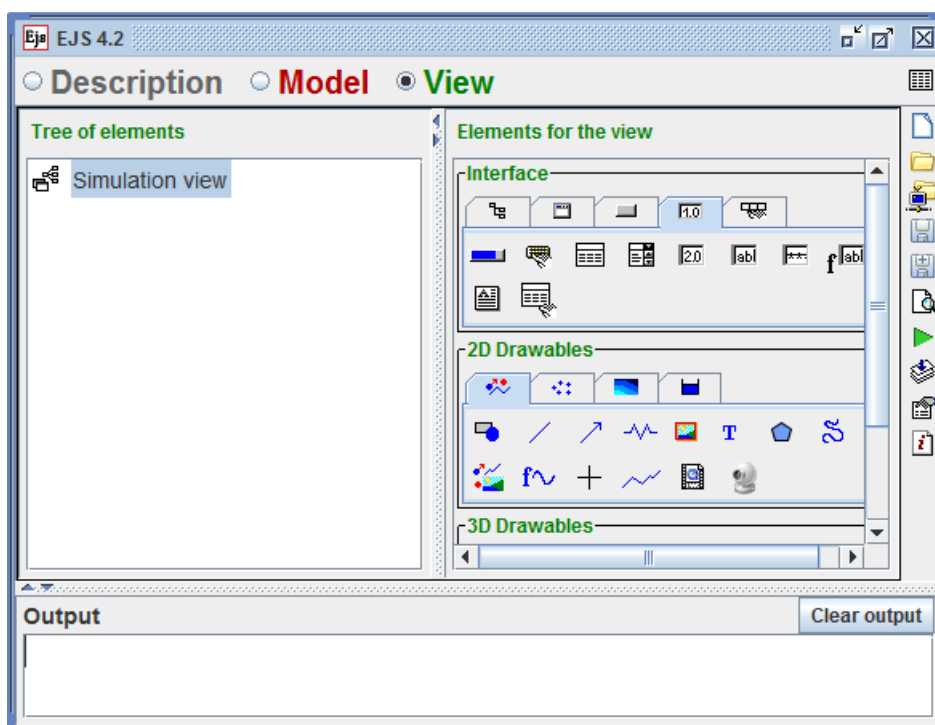 Ejs EJS 4.2
Description Model View
Tree of elements
Simulation view
Elements for the view
Interface
1.0
2.0 abl f abl
2D Drawables
T
f
3D Drawables
Output
Clear output